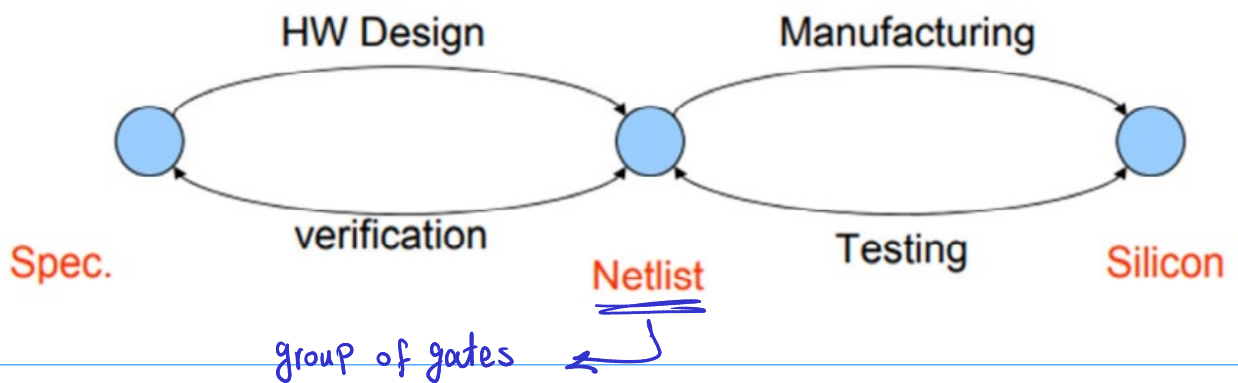 HW Design
Manufacturing
verification
Testing
Spec.
Netlist
Silicon
group of gates